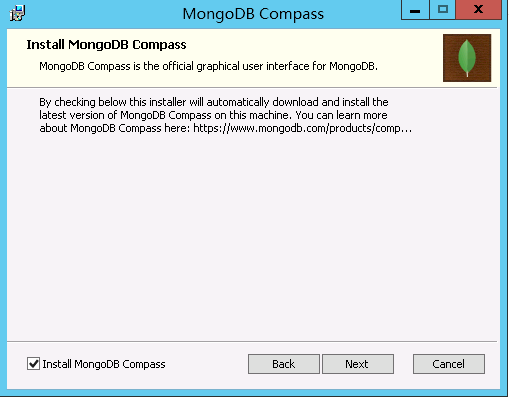 MongoDB Compass
Install MongoDB Compass
MongoDB Compass is the official graphical user interface for MongoDB.
By checking below this installer will automatically download and install the
latest version of MongoDB Compass on this machine. You can learn more
about MongoDB Compass here: https://www.mongodb.com/products/comp...
Install MongoDB Compass
Back
Next
Cancel